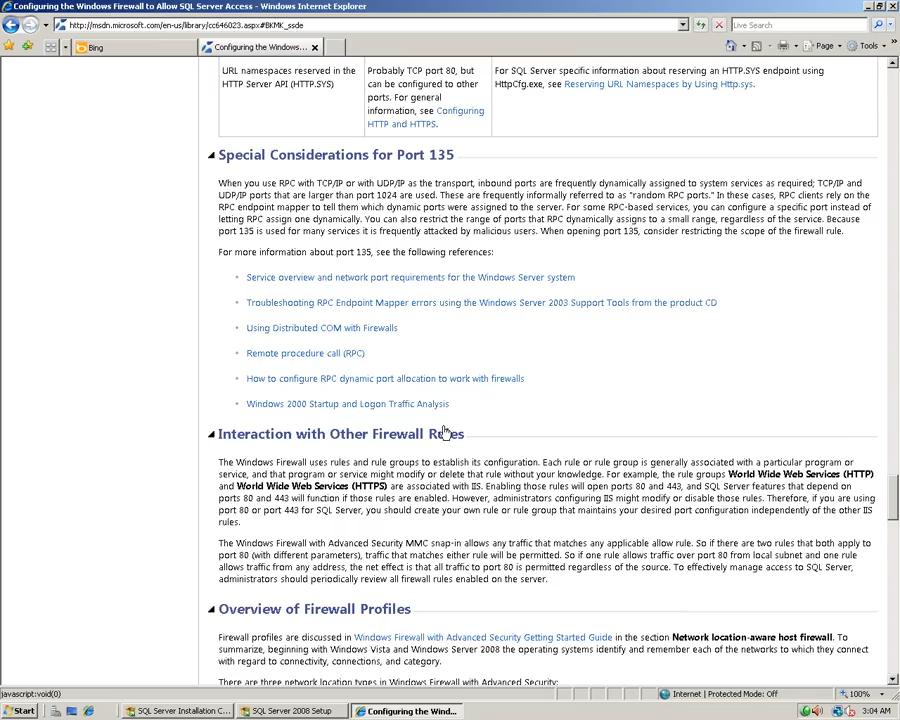 Configuring the Windows Firewall to Allow SQL Server Access - Windows Internet Explorer
http://msdn.microsoft.com/en-us/library/cc646023.aspx#BKMK_ssde
Live Search
Bing
Configuring the Windows...
Page
Tools
URL namespaces reserved in the HTTP Server API (HTTP.SYS)
Probably TCP port 80, but
can be configured to other
ports. For general
information, see Configuring
HTTP and HTTPS.
For SQL Server specific information about reserving an HTTP.SYS endpoint using
HttpCfg.exe, see Reserving URL Namespaces by Using Http.sys.
Special Considerations for Port 135
When you use RPC with TCP/IP or with UDP/IP as the transport, inbound ports are frequently dynamically assigned to system services as required; TCP/IP and
UDP/IP ports that are larger than port 1024 are used. These are frequently informally referred to as "random RPC ports." In these cases, RPC clients rely on the
RPC endpoint mapper to tell them which dynamic ports were assigned to the server. For some RPC-based services, you can configure a specific port instead of
letting RPC assign one dynamically. You can also restrict the range of ports that RPC dynamically assigns to a small range, regardless of the service. Because
port 135 is used for many services it is frequently attacked by malicious users. When opening port 135, consider restricting the scope of the firewall rule.
For more information about port 135, see the following references:
Service overview and network port requirements for the Windows Server system
Troubleshooting RPC Endpoint Mapper errors using the Windows Server 2003 Support Tools from the product CD
Using Distributed COM with Firewalls
Remote procedure call (RPC)
How to configure RPC dynamic port allocation to work with firewalls
Windows 2000 Startup and Logon Traffic Analysis
Interaction with Other Firewall Rules
The Windows Firewall uses rules and rule groups to establish its configuration. Each rule or rule group is generally associated with a particular program or
service, and that program or service might modify or delete that rule without your knowledge. For example, the rule groups World Wide Web Services (HTTP)
and World Wide Web Services (HTTPS) are associated with IIS. Enabling those rules will open ports 80 and 443, and SQL Server features that depend on
ports 80 and 443 will function if those rules are enabled. However, administrators configuring IIS might modify or disable those rules. Therefore, if you are using
port 80 or port 443 for SQL Server, you should create your own rule or rule group that maintains your desired port configuration independently of the other IIS
rules.
The Windows Firewall with Advanced Security MMC snap-in allows any traffic that matches any applicable allow rule. So if there are two rules that both apply to
port 80 (with different parameters), traffic that matches either rule will be permitted. So if one rule allows traffic over port 80 from local subnet and one rule
allows traffic from any address, the net effect is that all traffic to port 80 is permitted regardless of the source. To effectively manage access to SQL Server,
administrators should periodically review all firewall rules enabled on the server.
Overview of Firewall Profiles
Firewall profiles are discussed in Windows Firewall with Advanced Security Getting Started Guide in the section Network location-aware host firewall. To
summarize, beginning with Windows Vista and Windows Server 2008 the operating systems identify and remember each of the networks to which they connect
with regard to connectivity, connections, and category.
There are three network location types in Windows Firewall with Advanced Security:
javascript:void(0)
Internet | Protected Mode: Off
100%
Start
SQL Server Installation C...
SQL Server 2008 Setup
Configuring the Wind...
3:04 AM